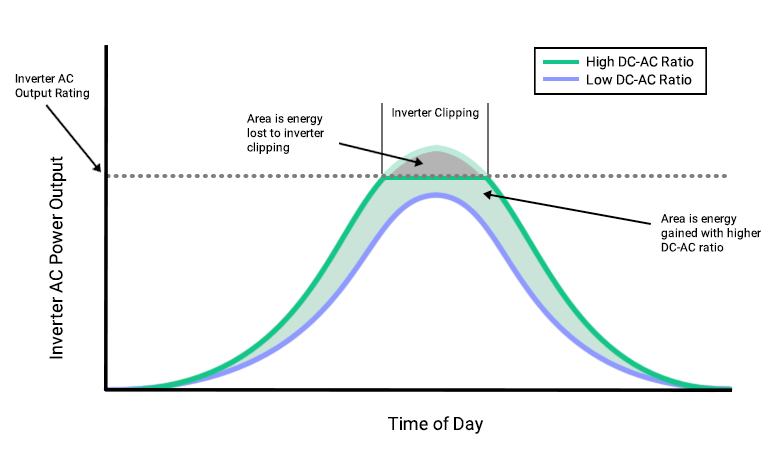 High DC-AC Ratio
Low DC-AC Ratio
Inverter AC
Output Rating
Area is energy
lost to inverter
clipping
Inverter Clipping
Area is energy
gained with higher
DC-AC ratio
Inverter AC Power Output
Time of Day